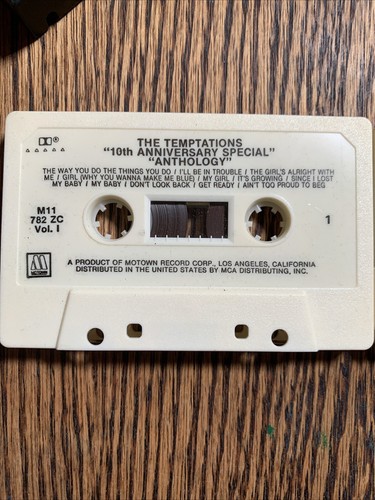 THE TEMPTATIONS
"10th ANNIVERSARY SPECIAL"
"ANTHOLOGY"
THE WAY YOU DO THE THINGS YOU DO / I'LL BE IN TROUBLE / THE GIRL'S ALRIGHT WITH
ME / GIRL (WHY YOU WANNA MAKE ME BLUE) / MY GIRL / IT'S GROWING / SINCE I LOST
MY BABY / MY BABY / DON'T LOOK BACK / GET READY / AIN'T TOO PROUD TO BEG
M11
782 ZC
Vol. I
1
A PRODUCT OF MOTOWN RECORD CORP., LOS ANGELES, CALIFORNIA
DISTRIBUTED IN THE UNITED STATES BY MCA DISTRIBUTING, INC.